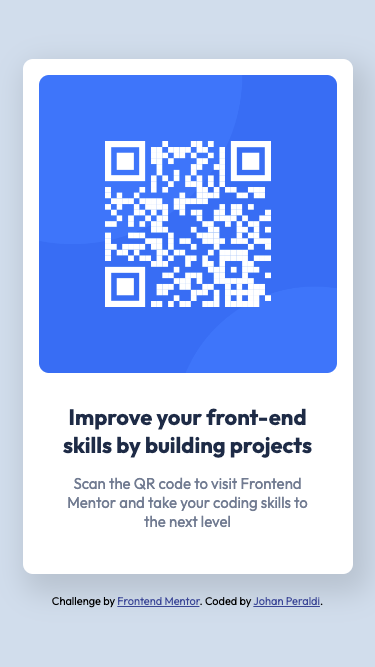 Improve your front-end
skills by building projects
Scan the QR code to visit Frontend
Mentor and take your coding skills to
the next level
Challenge by Frontend Mentor. Coded by Johan Peraldi.